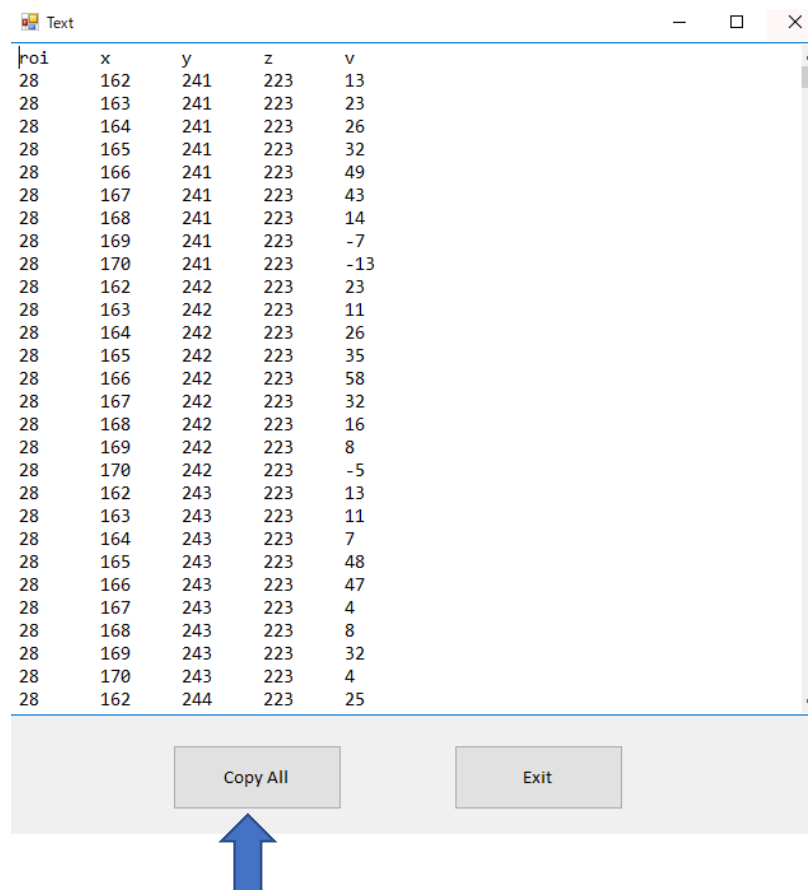 Text
roi x y z v
28 162 241 223 13
28 163 241 223 23
28 164 241 223 26
28 165 241 223 32
28 166 241 223 49
28 167 241 223 43
28 168 241 223 14
28 169 241 223 -7
28 170 241 223 -13
28 162 242 223 23
28 163 242 223 11
28 164 242 223 26
28 165 242 223 35
28 166 242 223 58
28 167 242 223 32
28 168 242 223 16
28 169 242 223 8
28 170 242 223 -5
28 162 243 223 13
28 163 243 223 11
28 164 243 223 7
28 165 243 223 48
28 166 243 223 47
28 167 243 223 4
28 168 243 223 8
28 169 243 223 32
28 170 243 223 4
28 162 244 223 25
Copy All Exit